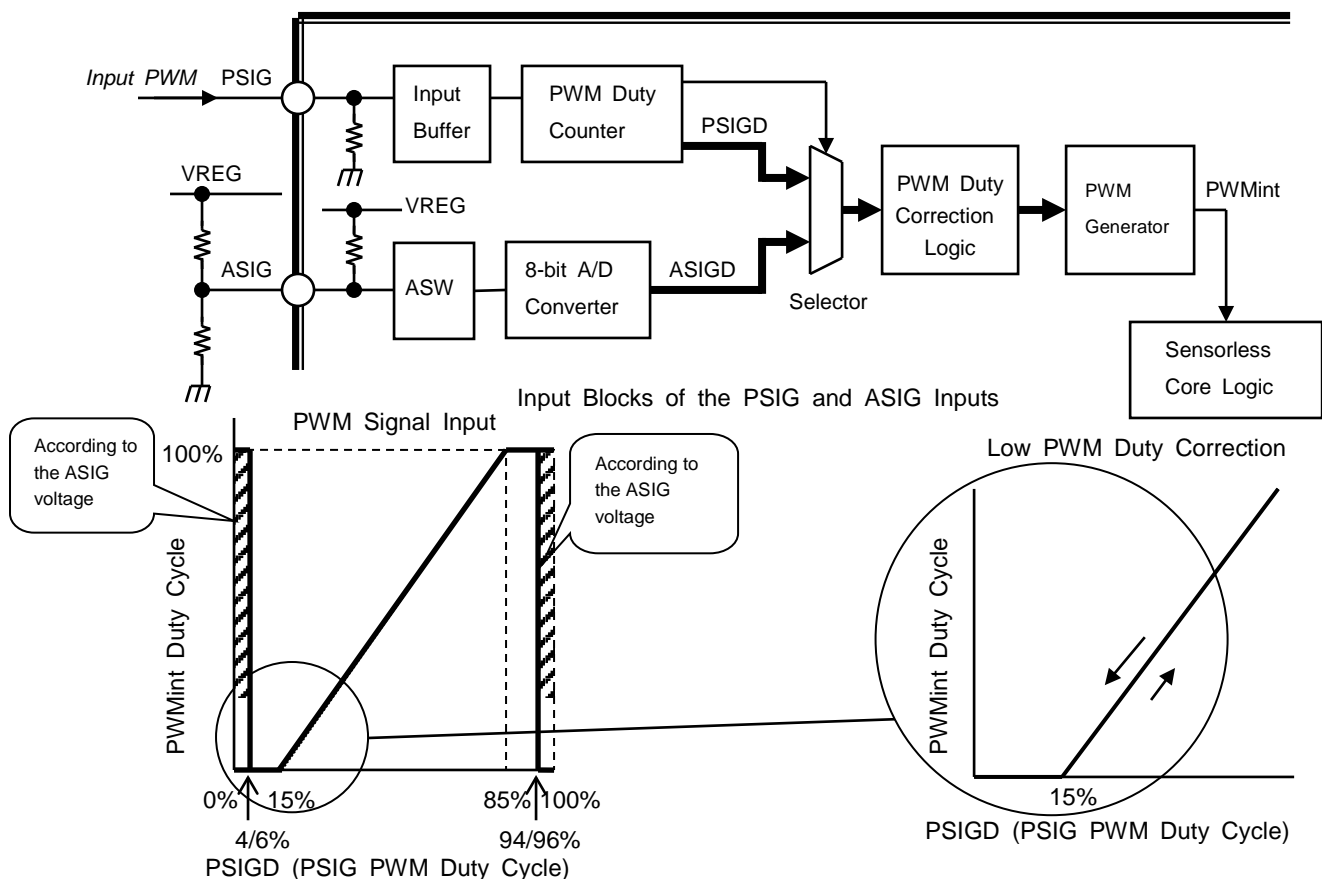 Input PWM
PSIG
Input
Buffer
PWM Duty
Counter
PSIGD
VREG
VREG
ASIG
ASW
8-bit A/D
Converter
ASIGD
Selector
PWM Duty
Correction
Logic
PWM
Generator
PWMint
Sensorless
Core Logic
Input Blocks of the PSIG and ASIG Inputs
PWM Signal Input
According to
the ASIG
voltage
100%
According to
the ASIG
voltage
PWMint Duty Cycle
0%
15%
85%
100%
4/6%
94/96%
PSIGD (PSIG PWM Duty Cycle)
Low PWM Duty Correction
PWMint Duty Cycle
15%
PSIGD (PSIG PWM Duty Cycle)